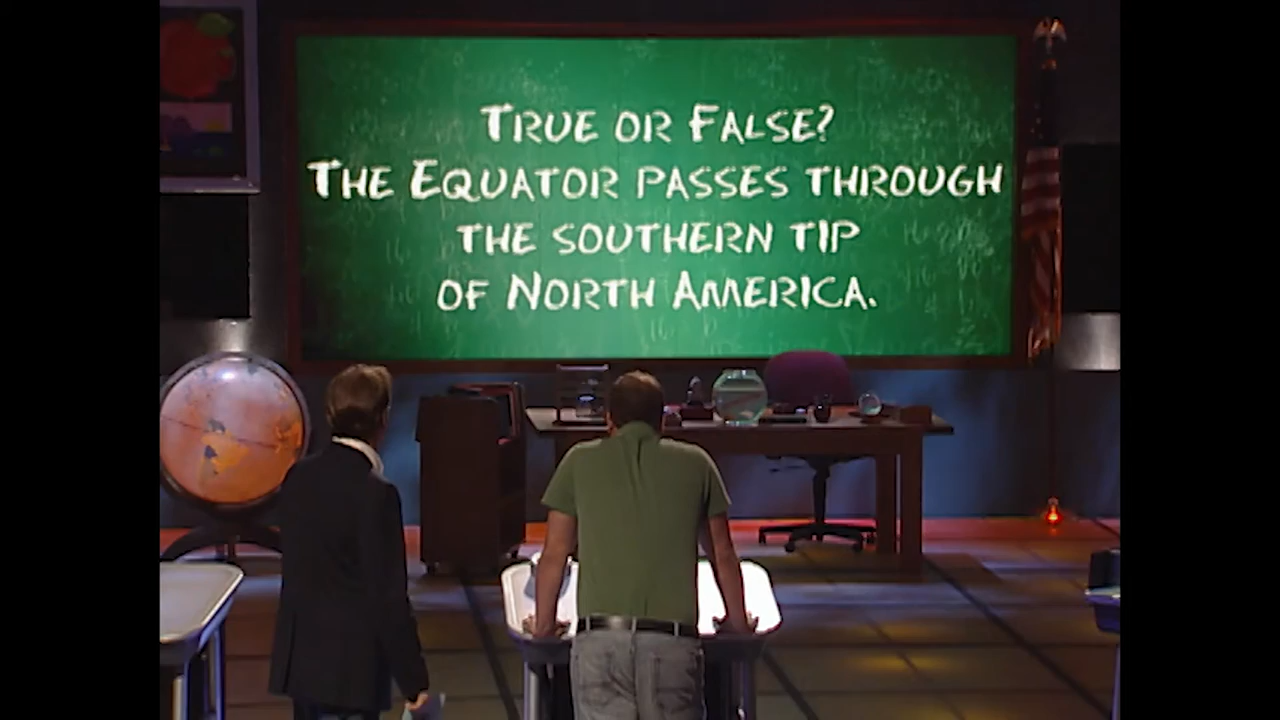 True or False?
The Equator passes through
the southern tip
of North America.